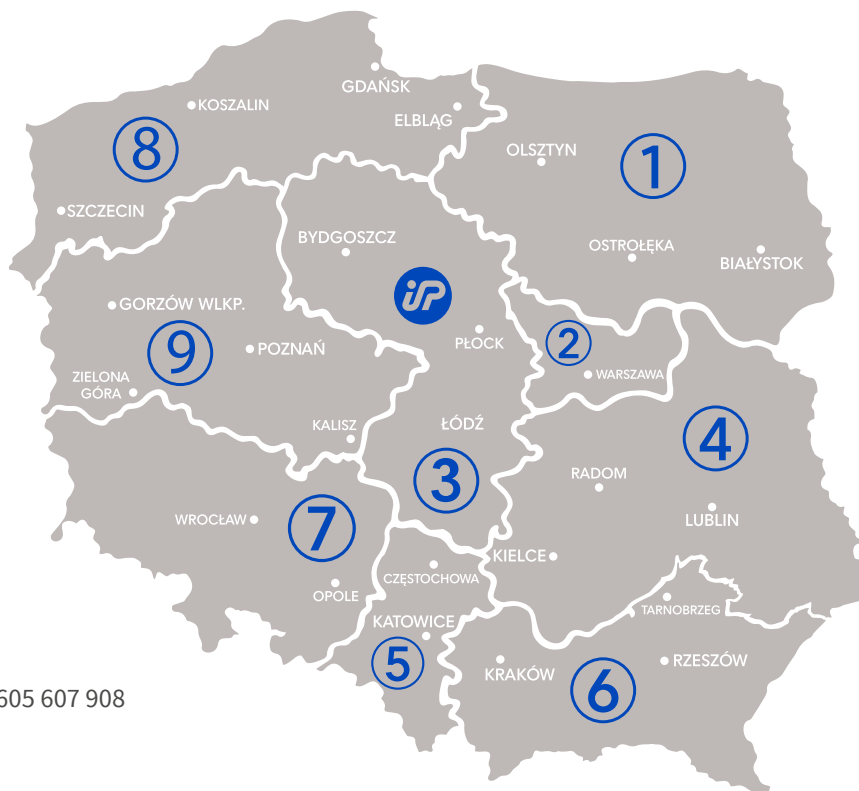 GDAŃSK
KOSZALIN
ELBLĄG
8
OLSZTYN
1
SZCZECIN
BYDGOSZCZ
OSTROŁĘKA
BIAŁYSTOK
iSP
GORZÓW WLKP.
PŁOCK
2
9
POZNAŃ
WARSZAWA
ZIELONA
GÓRA
KALISZ
ŁÓDŹ
4
3
RADOM
WROCŁAW
7
LUBLIN
KIELCE
CZĘSTOCHOWA
OPOLE
TARNOBRZEG
KATOWICE
5
KRAKÓW
RZESZÓW
6
605 607 908